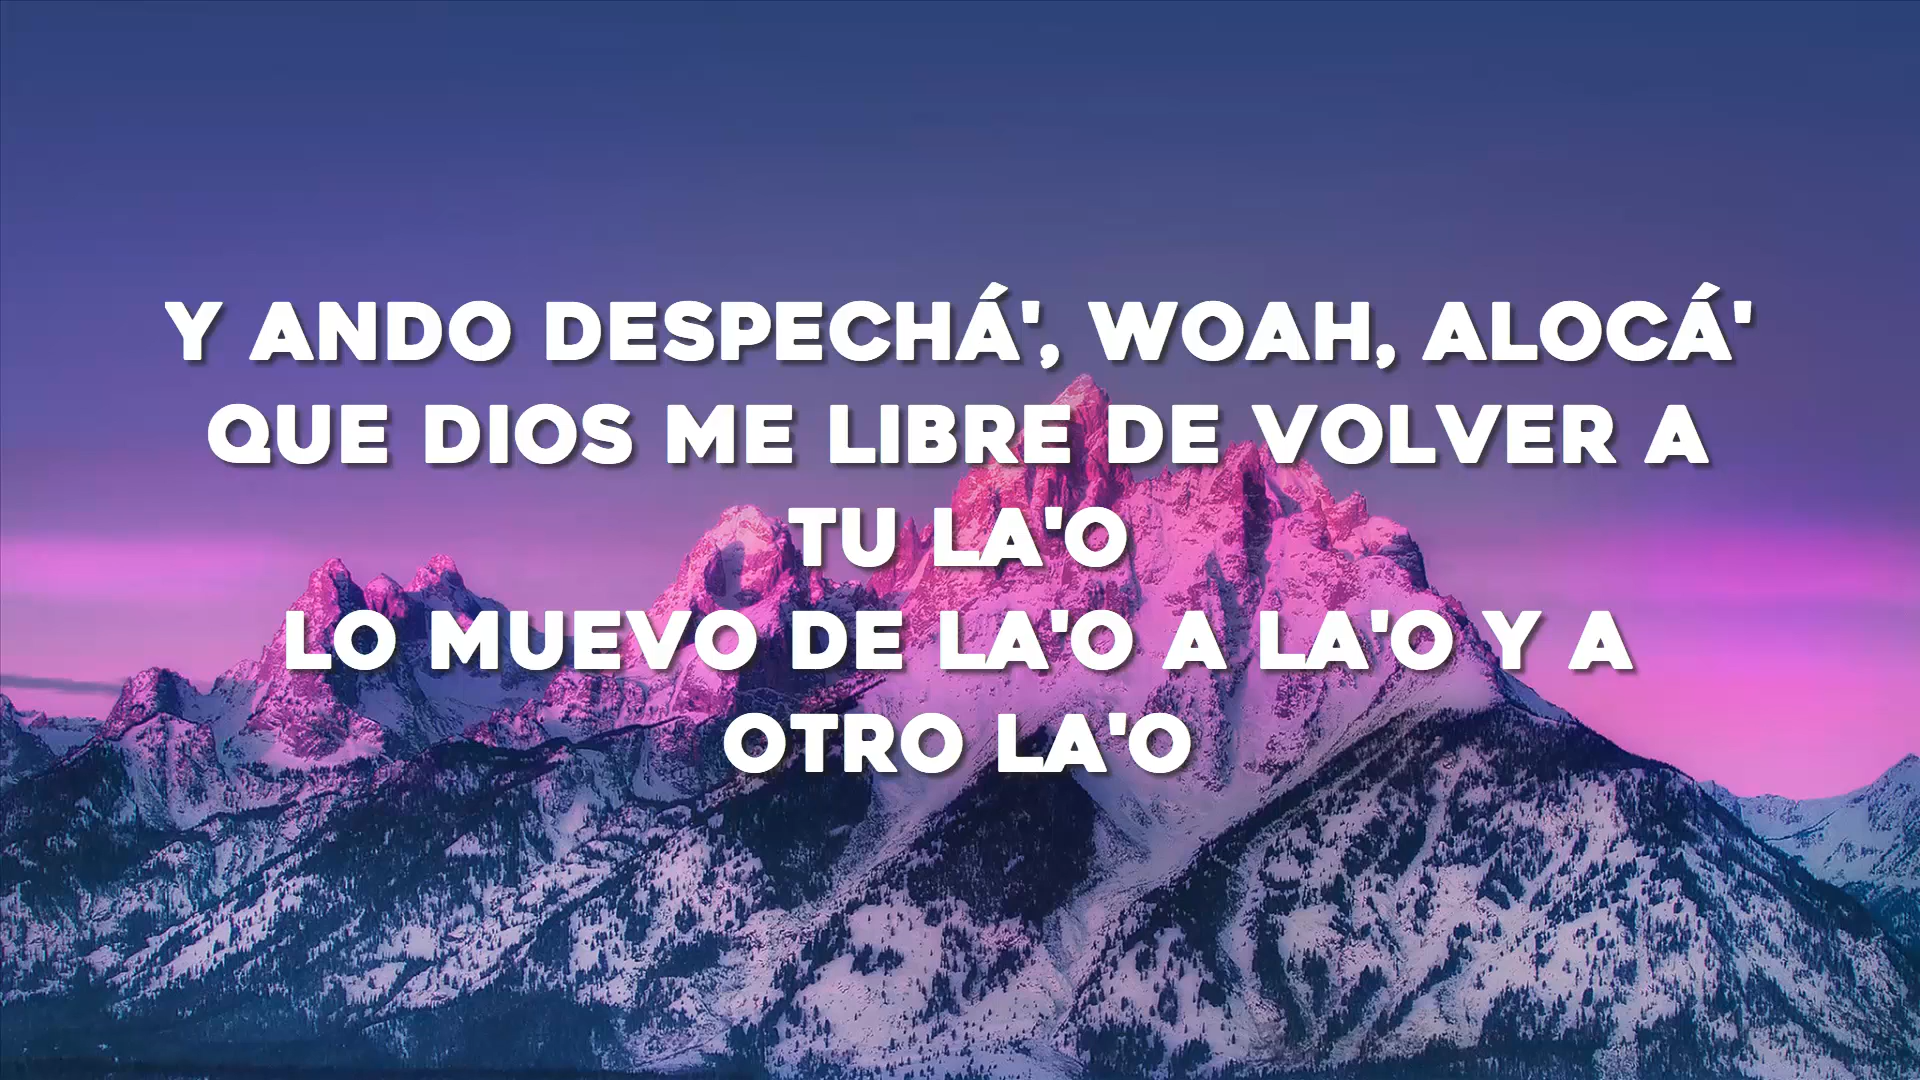 Y ANDO DESPECHÁ', WOAH, ALOCÁ'
QUE DIOS ME LIBRE DE VOLVER A
TU LA'O
LO MUEVO DE LA'O A LA'O Y A
OTRO LA'O